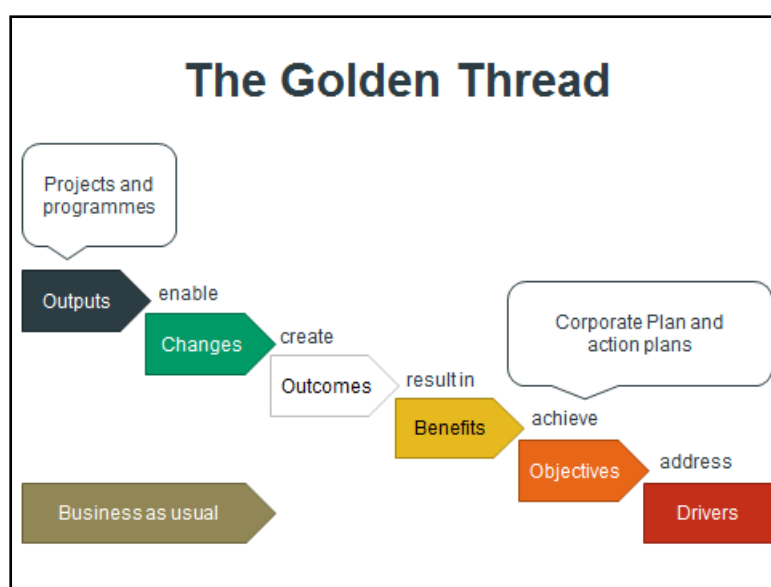 The Golden Thread
Projects and
programmes
Outputs
enable
Changes
create
Outcomes
result in
Benefits
Corporate Plan and
action plans
achieve
Objectives
address
Drivers
Business as usual